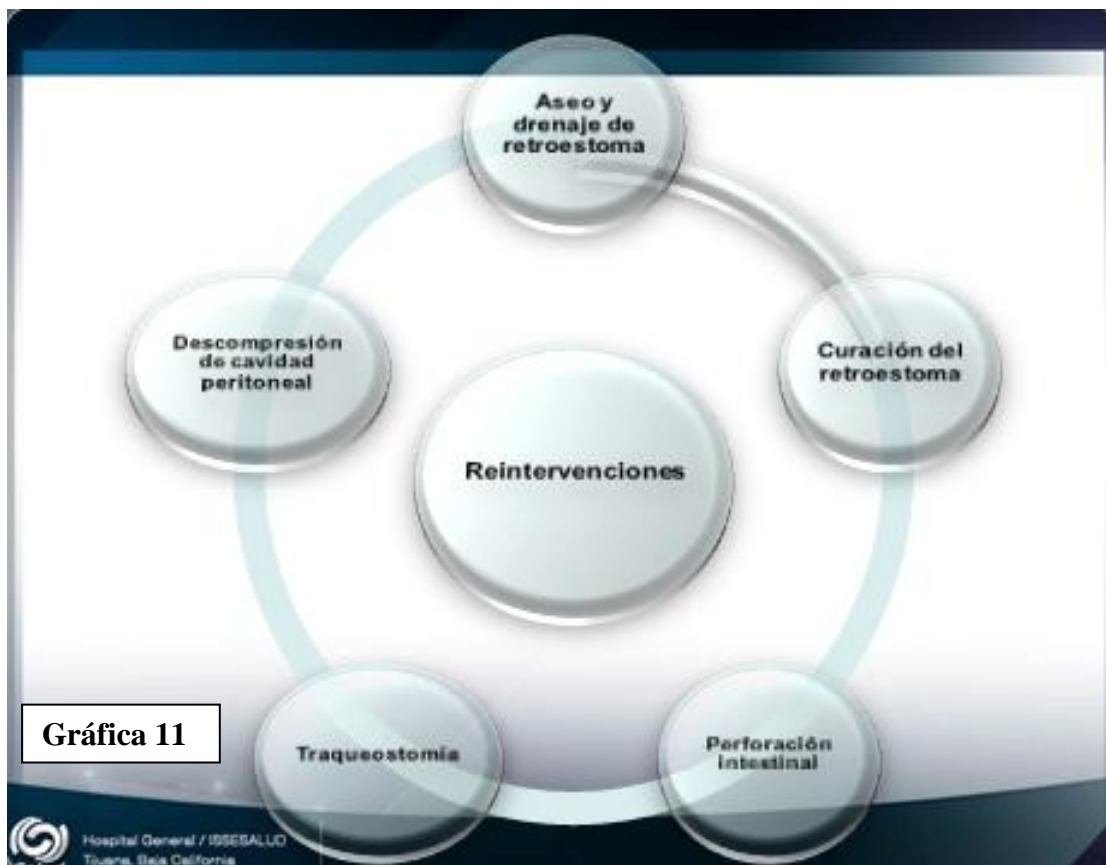 Aseo y
drenaje de
retroestoma
Descompresión
de cavidad
peritoneal
Curación del
retroestoma
Reintervenciones
Gráfica 11
Traqueostomía
Perforación
intestinal
Hospital General / ISSESALUD
Tijuana, Baja California